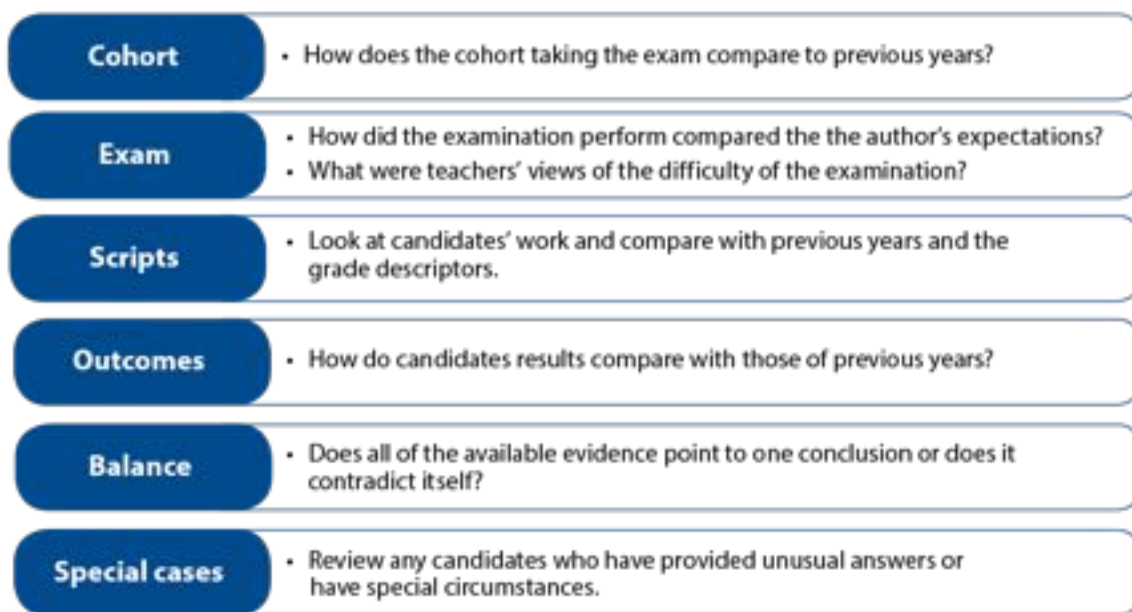 Cohort
• How does the cohort taking the exam compare to previous years?
Exam
• How did the examination perform compared the the author's expectations?
• What were teachers' views of the difficulty of the examination?
Scripts
• Look at candidates' work and compare with previous years and the
grade descriptors.
Outcomes
• How do candidates results compare with those of previous years?
Balance
• Does all of the available evidence point to one conclusion or does it
contradict itself?
Special cases
• Review any candidates who have provided unusual answers or
have special circumstances.